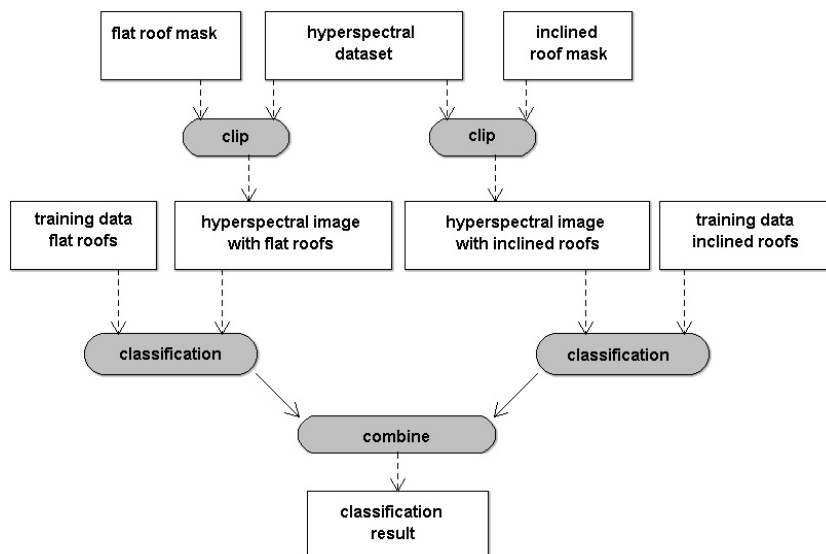 flat roof mask
hyperspectral
dataset
inclined
roof mask
clip
clip
training data
flat roofs
hyperspectral image
with flat roofs
hyperspectral image
with inclined roofs
training data
inclined roofs
classification
classification
combine
classification
result